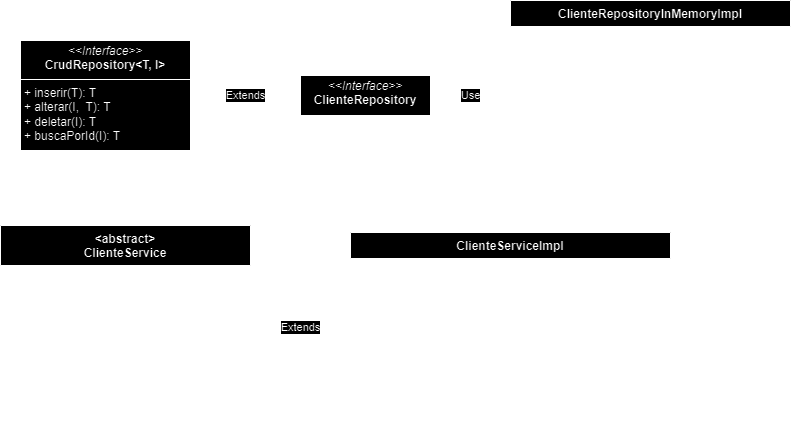 ClienteRepositoryInMemoryImpl
<<Interface>>
CrudRepository<T, I>
+ inserir(T): T
+ alterar(I, T): T
+ deletar(I): T
+ buscaPorId(I): T
Extends
<<Interface>>
ClienteRepository
Use
<abstract>
ClienteService
ClienteServiceImpl
Extends